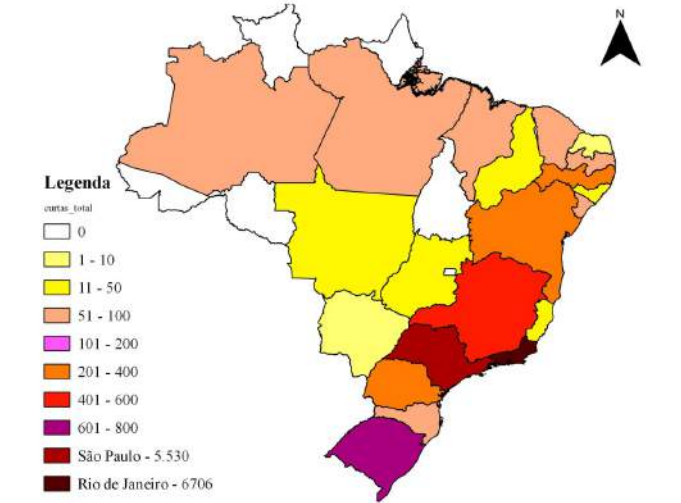 N
Legenda
curtas_total
0
1 - 10
11 - 50
51 - 100
101 - 200
201 - 400
401 - 600
601 - 800
São Paulo - 5.530
Rio de Janeiro - 6706